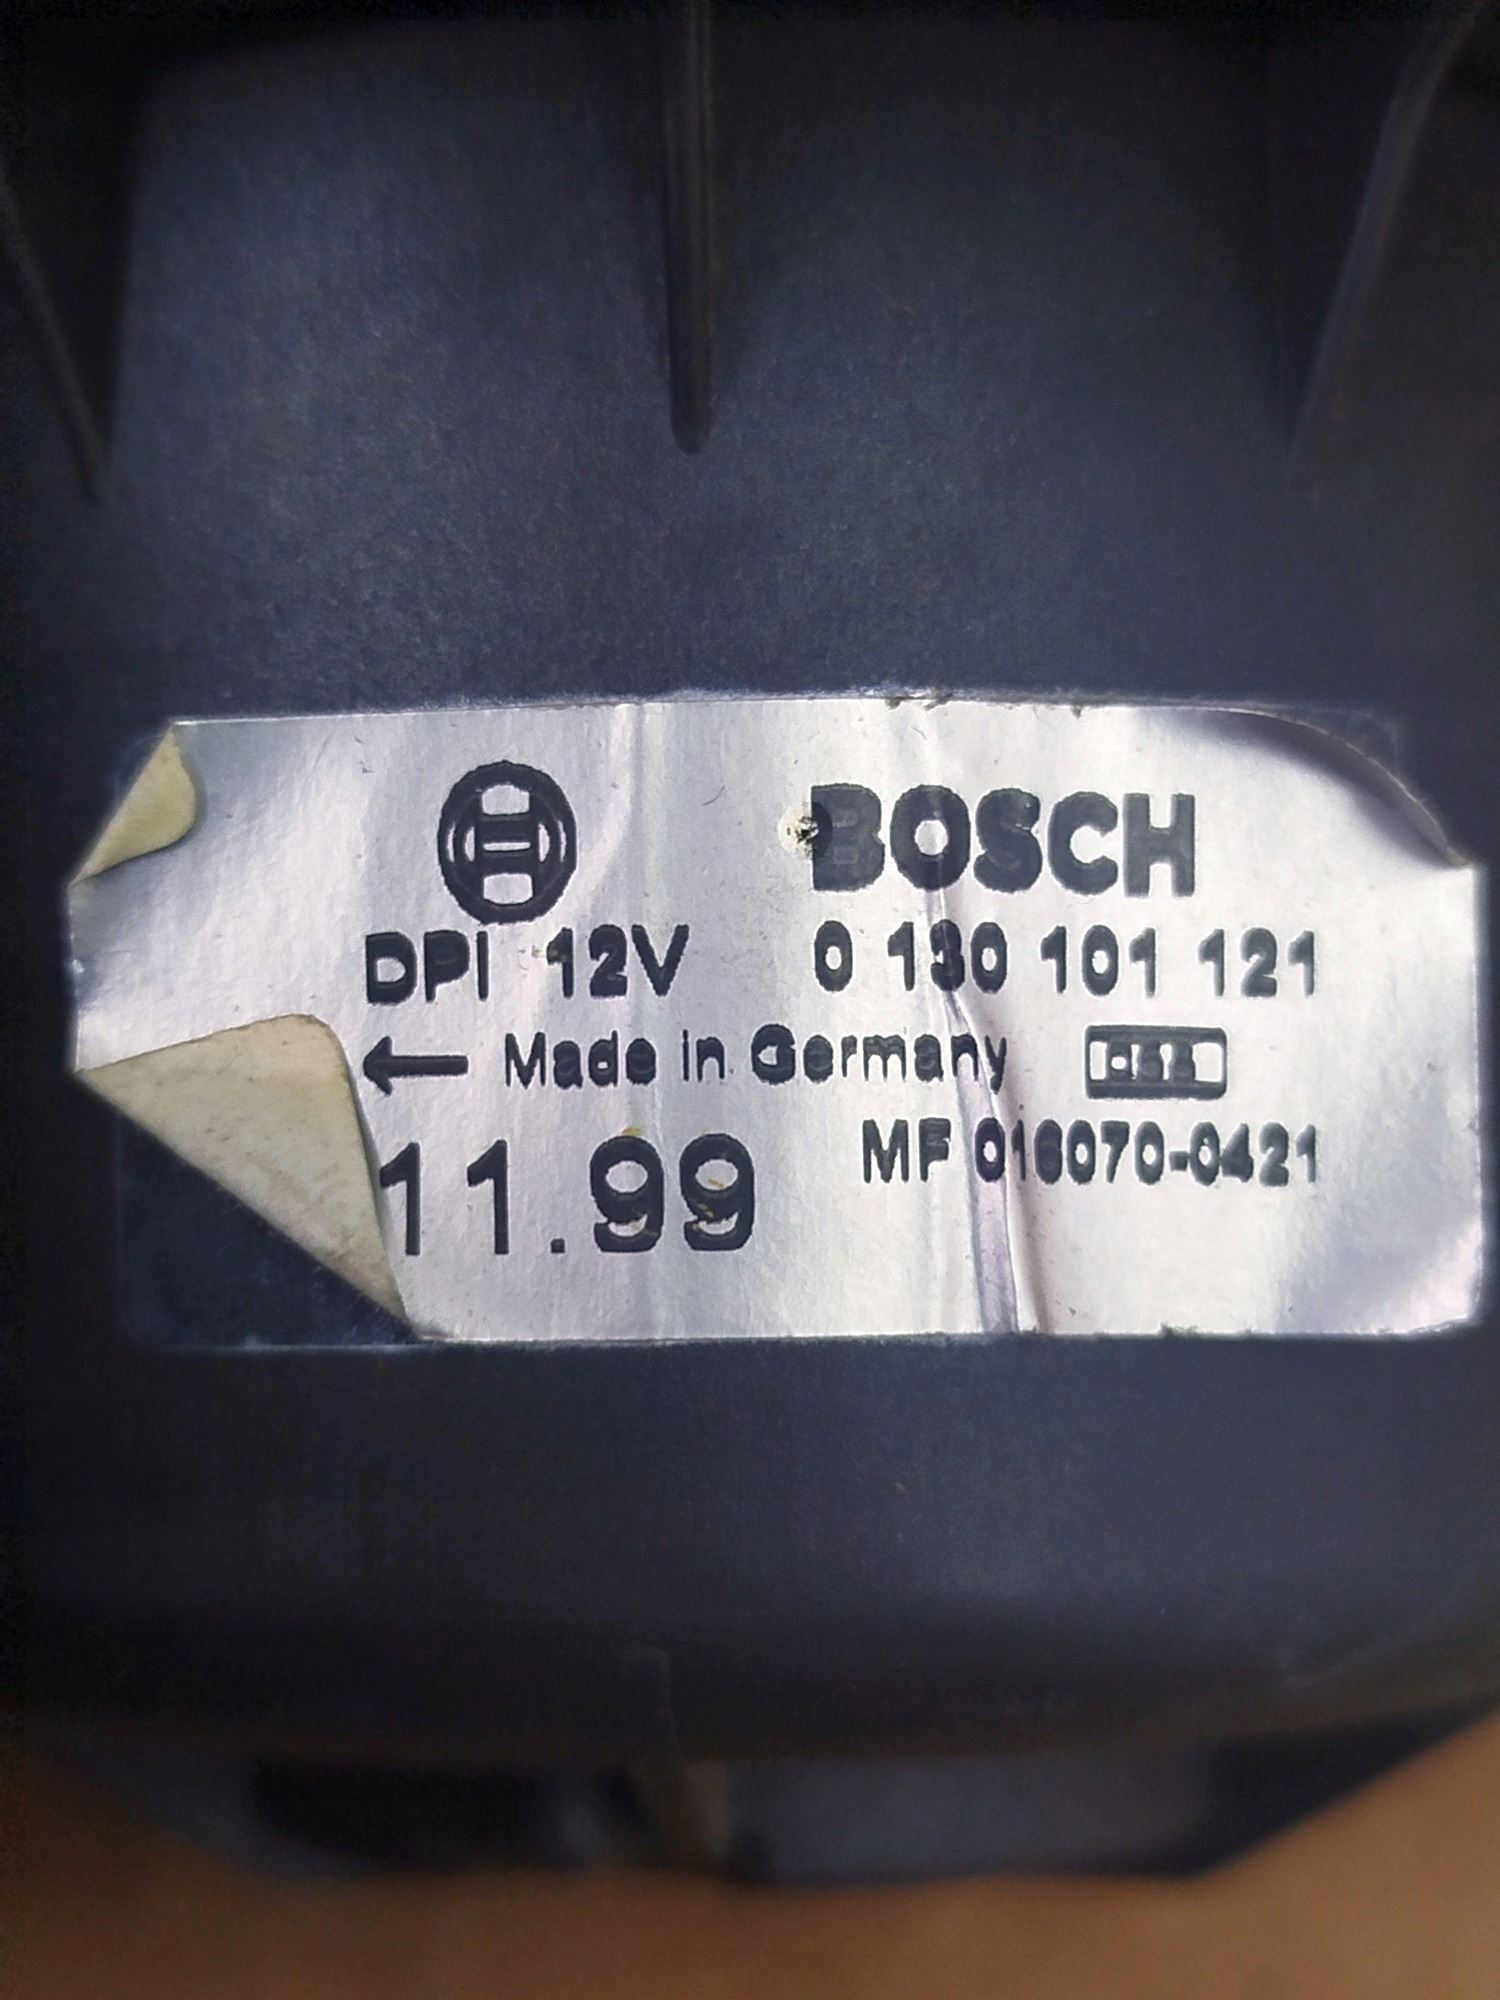 BOSCH
DPI 12V 0 130 101 121
← Made in Germany
MF 016070-0421
11.99